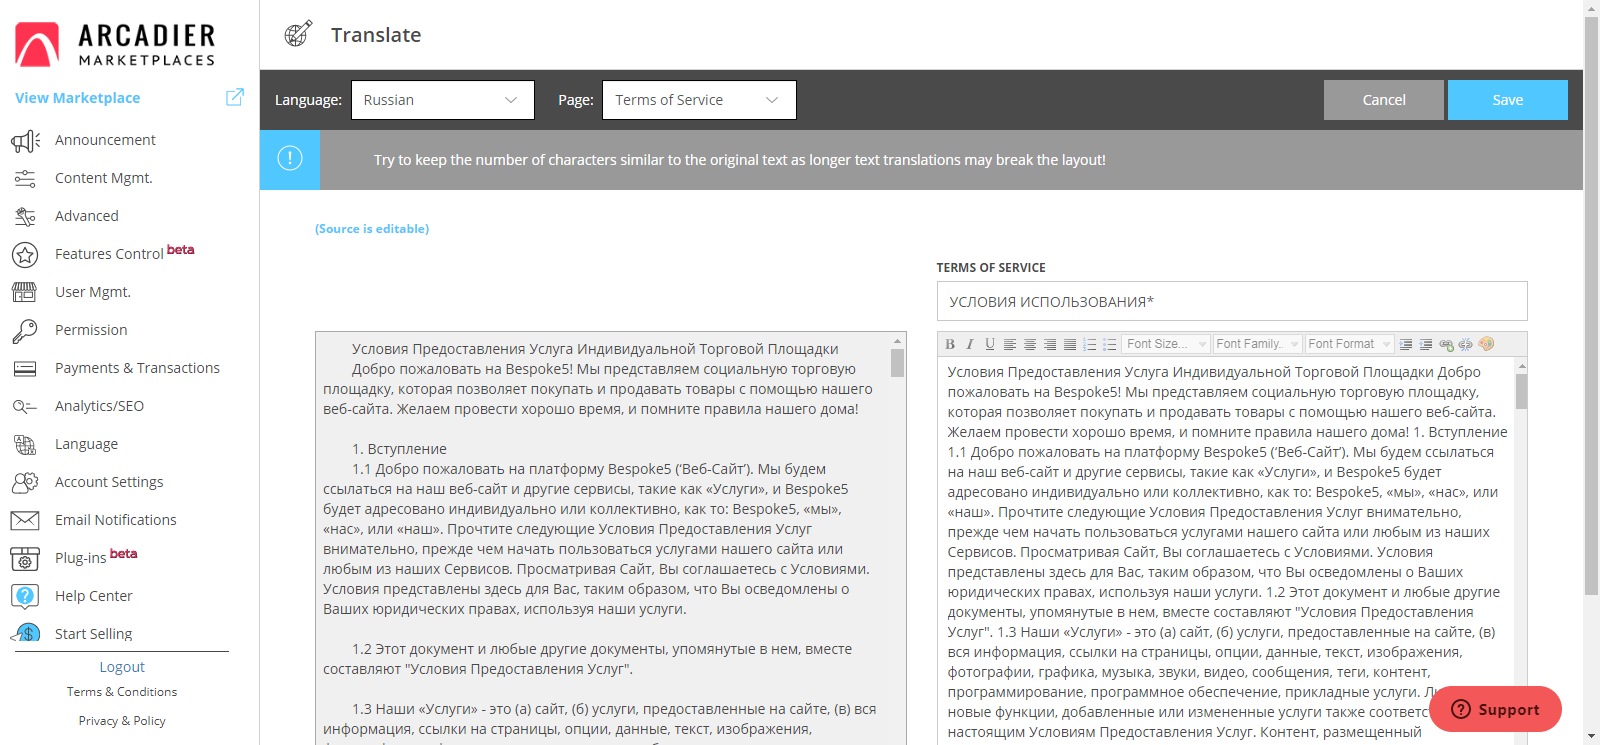 ARCADIER
MARKETPLACES
View Marketplace
Announcement
Content Mgmt.
Advanced
Features Control beta
User Mgmt.
Permission
Payments & Transactions
Analytics/SEO
Language
Account Settings
Email Notifications
Plug-ins beta
Help Center
Start Selling
Logout
Terms & Conditions
Privacy & Policy
Translate
Language: Russian Page: Terms of Service Cancel Save
Try to keep the number of characters similar to the original text as longer text translations may break the layout!
(Source is editable)
Условия Предоставления Услуга Индивидуальной Торговой Площадки
Добро пожаловать на Bespoke5! Мы представляем социальную торговую
площадку, которая позволяет покупать и продавать товары с помощью нашего
веб-сайта. Желаем провести хорошо время, и помните правила нашего дома!
1. Вступление
1.1 Добро пожаловать на платформу Bespoke5 (‘Веб-Сайт’). Мы будем
ссылаться на наш веб-сайт и другие сервисы, такие как «Услуги», и Bespoke5
будет адресовано индивидуально или коллективно, как то: Bespoke5, «мы»,
«нас», или «наш». Прочтите следующие Условия Предоставления Услуг
внимательно, прежде чем начать пользоваться услугами нашего сайта или
любым из наших Сервисов. Просматривая Сайт, Вы соглашаетесь с Условиями.
Условия представлены здесь для Вас, таким образом, что Вы осведомлены о
Ваших юридических правах, используя наши услуги.
1.2 Этот документ и любые другие документы, упомянутые в нем, вместе
составляют "Условия Предоставления Услуг".
1.3 Наши «Услуги» - это (а) сайт, (б) услуги, предоставленные на сайте, (в) вся
информация, ссылки на страницы, опции, данные, текст, изображения,
TERMS OF SERVICE
УСЛОВИЯ ИСПОЛЬЗОВАНИЯ*
B I U Font Size... Font Family. Font Format
Условия Предоставления Услуга Индивидуальной Торговой Площадки Добро
пожаловать на Bespoke5! Мы представляем социальную торговую площадку,
которая позволяет покупать и продавать товары с помощью нашего веб-сайта.
Желаем провести хорошо время, и помните правила нашего дома! 1. Вступление
1.1 Добро пожаловать на платформу Bespoke5 (‘Веб-Сайт’). Мы будем ссылаться
на наш веб-сайт и другие сервисы, такие как «Услуги», и Bespoke5 будет
адресовано индивидуально или коллективно, как то: Bespoke5, «мы», «нас», или
«наш». Прочтите следующие Условия Предоставления Услуг внимательно,
прежде чем начать пользоваться услугами нашего сайта или любым из наших
Сервисов. Просматривая Сайт, Вы соглашаетесь с Условиями. Условия
представлены здесь для Вас, таким образом, что Вы осведомлены о Ваших
юридических правах, используя наши услуги. 1.2 Этот документ и любые другие
документы, упомянутые в нем, вместе составляют "Условия Предоставления
Услуг". 1.3 Наши «Услуги» - это (а) сайт, (б) услуги, предоставленные на сайте, (в)
вся информация, ссылки на страницы, опции, данные, текст, изображения,
фотографии, графика, музыка, звуки, видео, сообщения, теги, контент,
программирование, программное обеспечение, прикладные услуги.
новые функции, добавленные или измененные услуги также
настоящим Условиям Предоставления Услуг. Контент, размещенный
Support